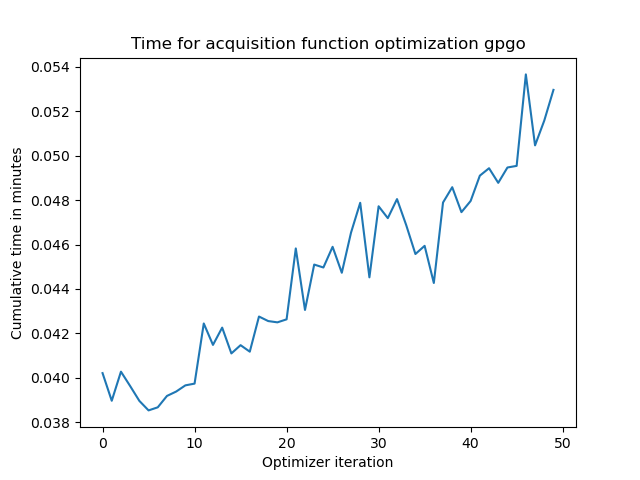 Time for acquisition function optimization gpgo
0.054
0.052
0.050
0.048
0.046
0.044
0.042
0.040
0.038
Cumulative time in minutes
0 10 20 30 40 50
Optimizer iteration